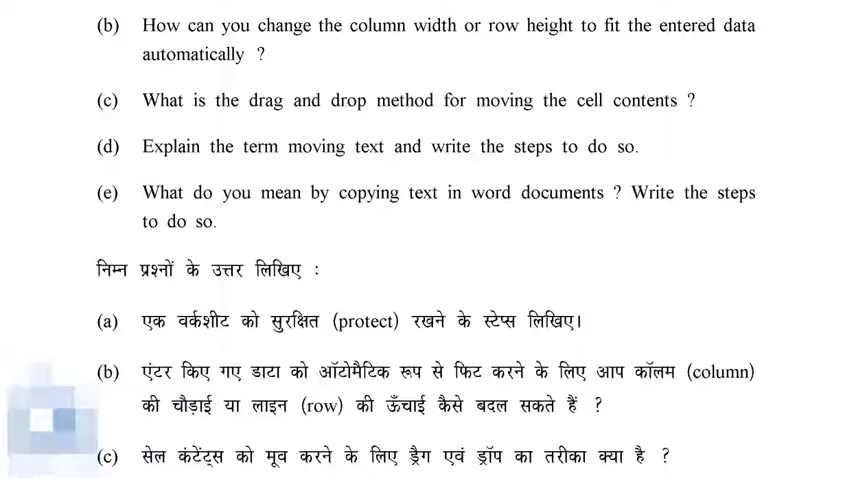 (b) How can you change the column width or row height to fit the entered data
automatically ?
(c) What is the drag and drop method for moving the cell contents ?
(d) Explain the term moving text and write the steps to do so.
(e) What do you mean by copying text in word documents ? Write the steps
to do so.
निम्न प्रश्नों के उत्तर लिखिए :
(a) एक वर्कशीट को सुरक्षित (protect) रखने के स्टेप्स लिखिए।
(b) एंटर किए गए डाटा को ऑटोमैटिक रूप से फिट करने के लिए आप कॉलम (column)
की चौड़ाई या लाइन (row) की ऊँचाई कैसे बदल सकते हैं ?
(c) सेल कंटेंट्स को मूव करने के लिए ड्रैग एवं ड्रॉप का तरीका क्या है ?